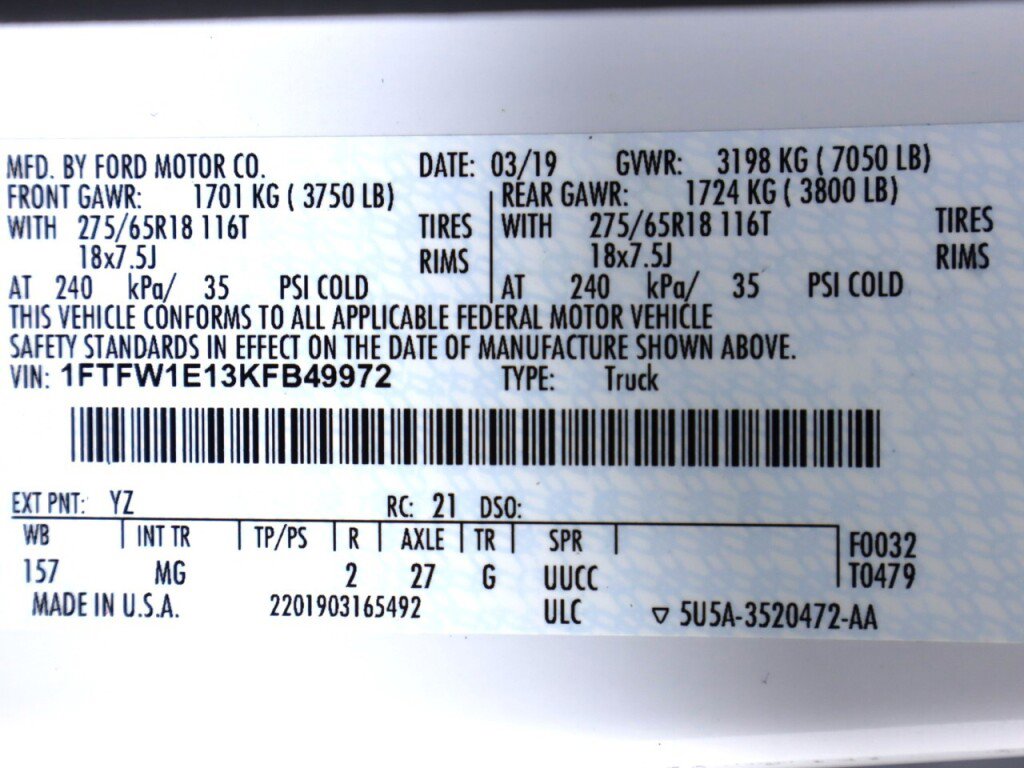 MFD. BY FORD MOTOR CO. DATE: 03/19 GVWR: 3198 KG ( 7050 LB)
FRONT GAWR: 1701 KG ( 3750 LB) REAR GAWR: 1724 KG ( 3800 LB)
WITH 275/65R18 116T TIRES WITH 275/65R18 116T TIRES
18x7.5J RIMS 18x7.5J RIMS
AT 240 kPa/ 35 PSI COLD AT 240 kPa/ 35 PSI COLD
THIS VEHICLE CONFORMS TO ALL APPLICABLE FEDERAL MOTOR VEHICLE
SAFETY STANDARDS IN EFFECT ON THE DATE OF MANUFACTURE SHOWN ABOVE.
VIN: 1FTFW1E13KFB49972 TYPE: Truck
EXT PNT: YZ RC: 21 DSO:
WB INT TR TP/PS R AXLE TR SPR F0032
157 MG 2 27 G UUCC T0479
MADE IN U.S.A. 2201903165492 ULC ▽ 5U5A-3520472-AA